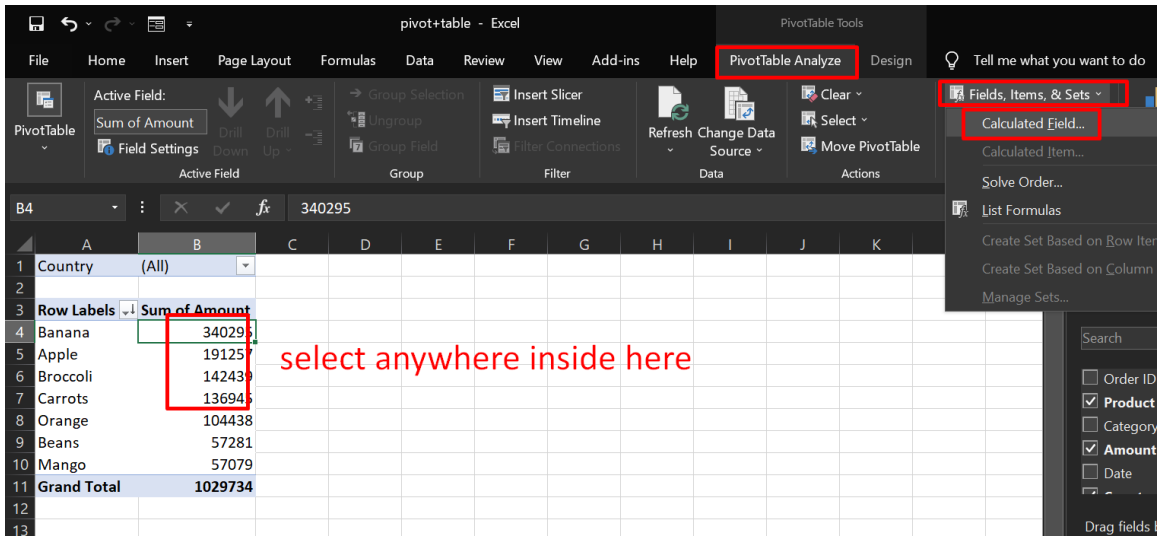 pivot+table - Excel PivotTable Tools
File Home Insert Page Layout Formulas Data Review View Add-ins Help PivotTable Analyze Design Tell me what you want to do
PivotTable
Active Field:
Sum of Amount
Field Settings
Drill Down
Drill Up
Active Field
Group Selection
Ungroup
Group Field
Group
Insert Slicer
Insert Timeline
Filter Connections
Filter
Refresh
Change Data Source
Data
Clear
Select
Move PivotTable
Actions
Fields, Items, & Sets
Calculated Field...
Calculated Item...
Solve Order...
List Formulas
Create Set Based on Row Iter
Create Set Based on Column
Manage Sets...
B4 fx 340295
A B C D E F G H I J K
1 Country (All)
2
3 Row Labels Sum of Amount
4 Banana 340295
5 Apple 191257
6 Broccoli 142439
7 Carrots 136945
8 Orange 104438
9 Beans 57281
10 Mango 57079
11 Grand Total 1029734
12
13
select anywhere inside here
Search
Order ID
Product
Category
Amount
Date
Drag fields